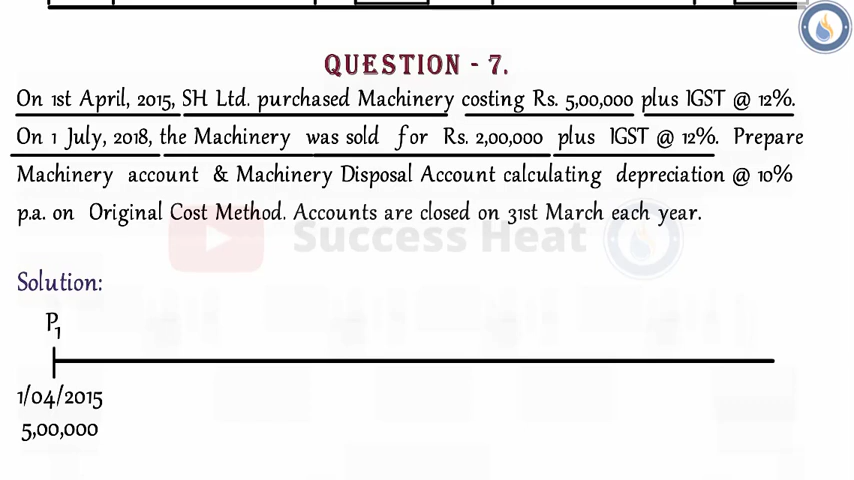 QUESTION - 7.
On 1st April, 2015, SH Ltd. purchased Machinery costing Rs. 5,00,000 plus IGST @ 12%.
On 1 July, 2018, the Machinery was sold for Rs. 2,00,000 plus IGST @ 12%. Prepare
Machinery account & Machinery Disposal Account calculating depreciation @ 10%
p.a. on Original Cost Method. Accounts are closed on 31st March each year.
Success Heat
Solution:
P1
1/04/2015
5,00,000